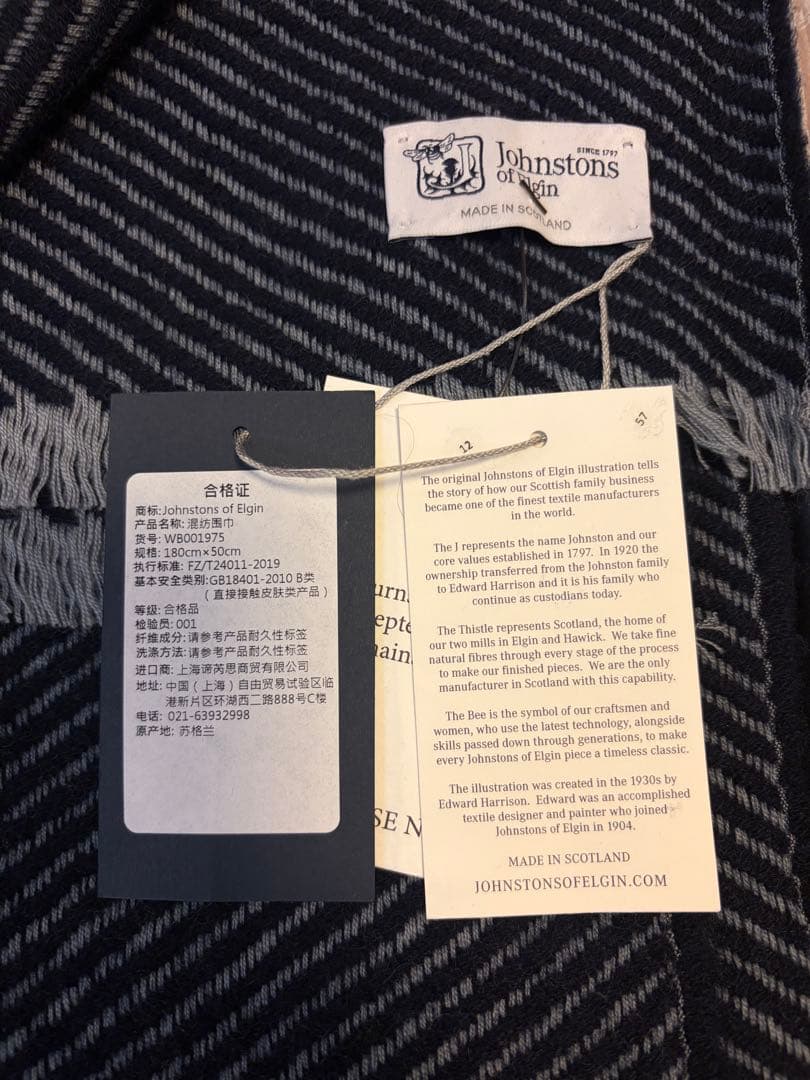 Johnstons
SINCE 1797
of Elgin
MADE IN SCOTLAND
合格证
商标: Johnstons of Elgin
产品名称: 混纺围巾
货号: WB001975
规格: 180cm×50cm
执行标准: FZ/T24011-2019
基本安全类别:GB18401-2010 B类
(直接接触皮肤类产品)
等级: 合格品
检验员: 001
纤维成分:请参考产品耐久性标签
洗涤方法:请参考产品耐久性标签
进口商: 上海谛芮思商贸有限公司
地址: 中国(上海)自由贸易试验区临
港新片区环湖西二路888号C楼
电话: 021-63932998
原产地: 苏格兰
SE N
12
57
The original Johnstons of Elgin illustration tells
the story of how our Scottish family business
became one of the finest textile manufacturers
in the world.
The J represents the name Johnston and our
core values established in 1797. In 1920 the
ownership transferred from the Johnston family
to Edward Harrison and it is his family who
continue as custodians today.
The Thistle represents Scotland, the home of
our two mills in Elgin and Hawick. We take fine
natural fibres through every stage of the process
to make our finished pieces. We are the only
manufacturer in Scotland with this capability.
The Bee is the symbol of our craftsmen and
women, who use the latest technology, alongside
skills passed down through generations, to make
every Johnstons of Elgin piece a timeless classic.
The illustration was created in the 1930s by
Edward Harrison. Edward was an accomplished
textile designer and painter who joined
Johnstons of Elgin in 1904.
MADE IN SCOTLAND
JOHNSTONSOFELGIN.COM